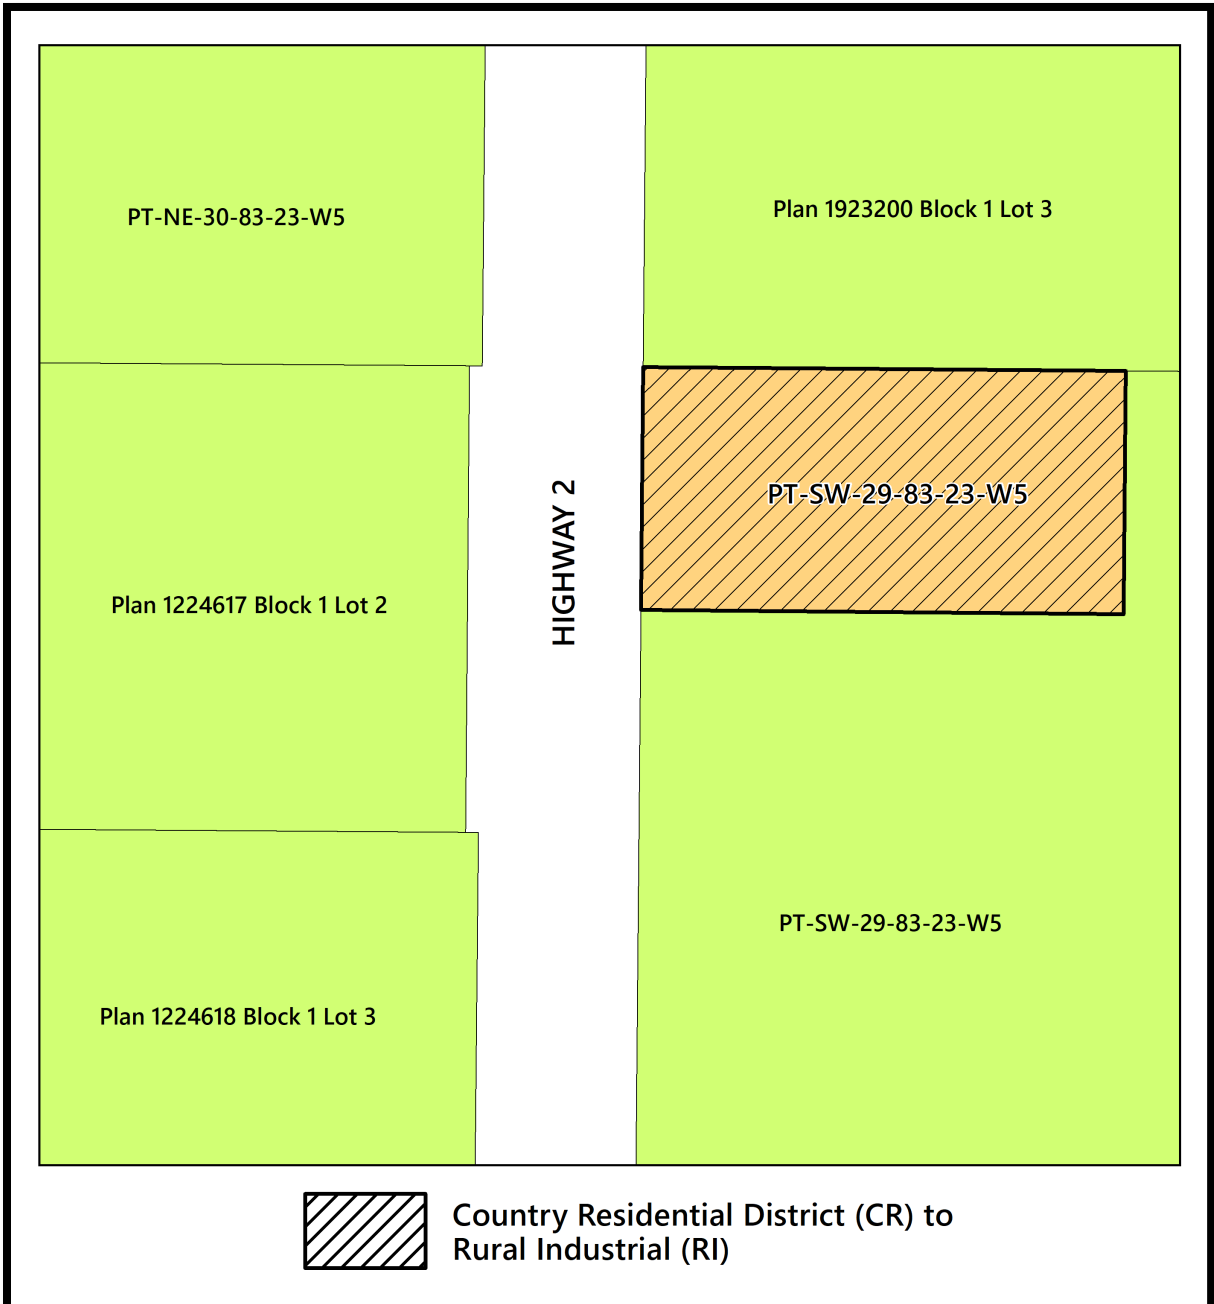 PT-NE-30-83-23-W5
Plan 1923200 Block 1 Lot 3
PT-SW-29-83-23-W5
HIGHWAY 2
Plan 1224617 Block 1 Lot 2
PT-SW-29-83-23-W5
Plan 1224618 Block 1 Lot 3
Country Residential District (CR) to
Rural Industrial (RI)